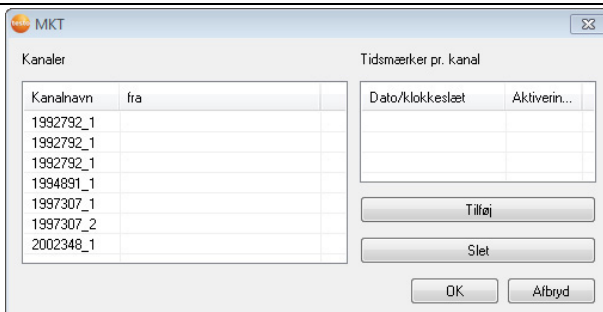 testo MKT
Kanaler
Kanalnavn fra
1992792_1
1992792_1
1992792_1
1994891_1
1997307_1
1997307_2
2002348_1
Tidsmærker pr. kanal
Dato/klokkeslæt Aktiverin...
Tilføj
Slet
OK Afbryd